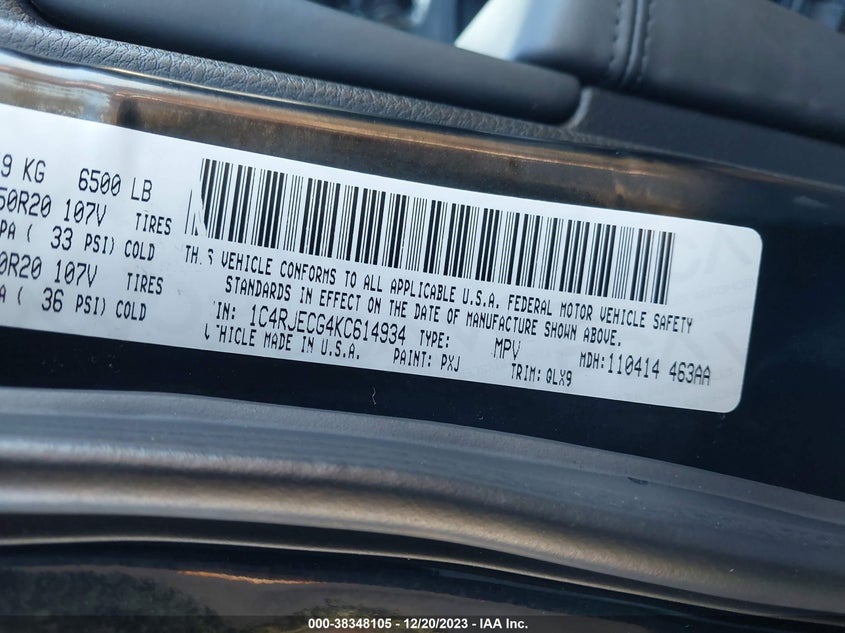 9 KG 6500 LB
50R20 107V TIRES
PA ( 33 PSI) COLD
0R20 107V TIRES
A ( 36 PSI) COLD
TH S VEHICLE CONFORMS TO ALL APPLICABLE U.S.A. FEDERAL MOTOR VEHICLE SAFETY
STANDARDS IN EFFECT ON THE DATE OF MANUFACTURE SHOWN ABOVE.
IN: 1C4RJECG4KC614934 TYPE: MPV MDH:110414 463AA
VEHICLE MADE IN U.S.A. PAINT: PXJ TRIM: QLX9
000-38348105 - 12/20/2023 - IAA Inc.